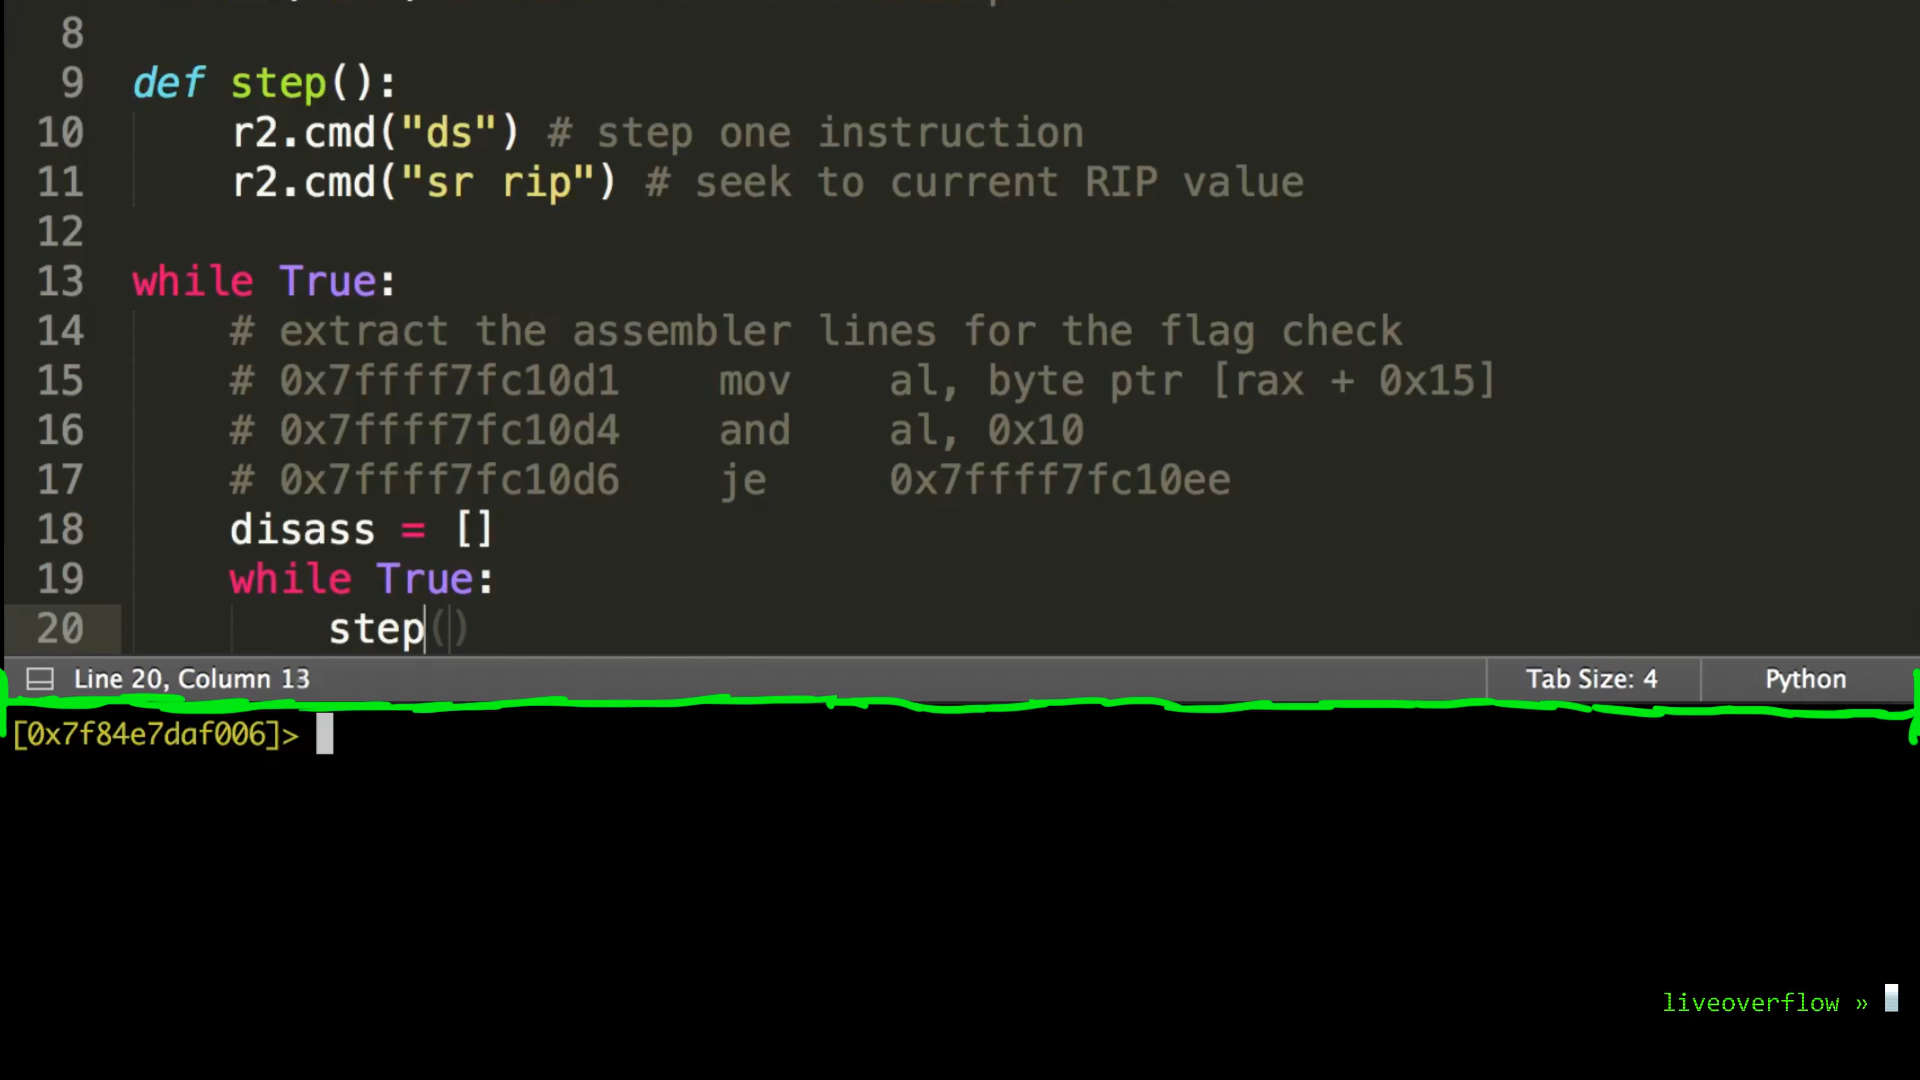 8
9 def step():
10 r2.cmd("ds") # step one instruction
11 r2.cmd("sr rip") # seek to current RIP value
12
13 while True:
14 # extract the assembler lines for the flag check
15 # 0x7ffff7fc10d1 mov al, byte ptr [rax + 0x15]
16 # 0x7ffff7fc10d4 and al, 0x10
17 # 0x7ffff7fc10d6 je 0x7ffff7fc10ee
18 disass = []
19 while True:
20 step()
Line 20, Column 13 Tab Size: 4 Python
[0x7f84e7daf006]>
liveoverflow »